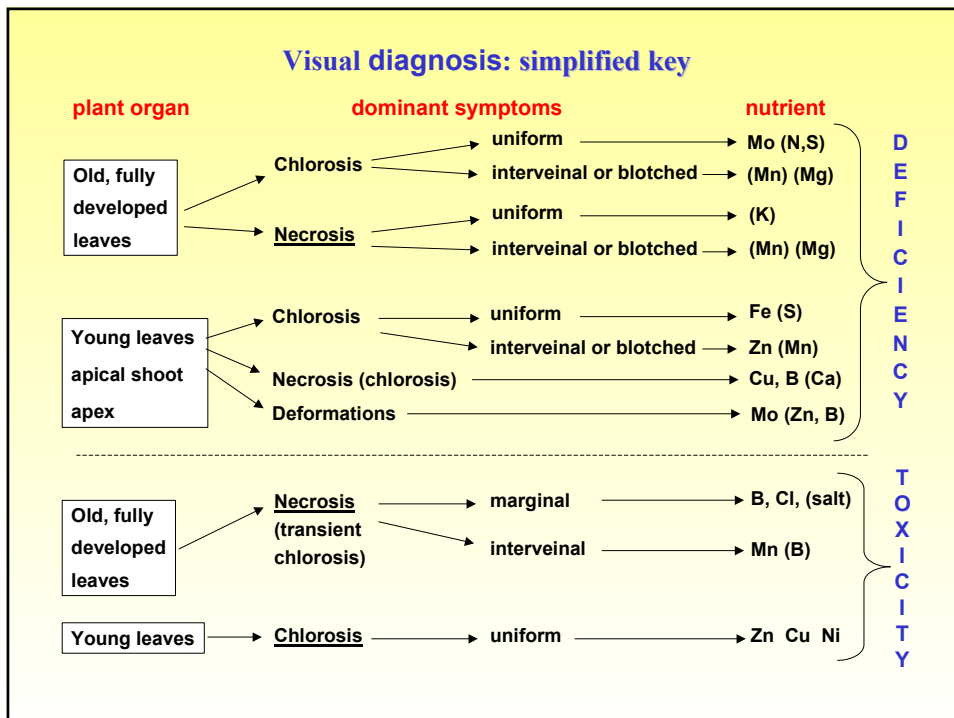 Visual diagnosis: simplified key
plant organ dominant symptoms nutrient
Old, fully
developed
leaves
Chlorosis
uniform
Mo (N,S)
interveinal or blotched
(Mn) (Mg)
Necrosis
uniform
(K)
interveinal or blotched
(Mn) (Mg)
Young leaves
apical shoot
apex
Chlorosis
uniform
Fe (S)
interveinal or blotched
Zn (Mn)
Necrosis (chlorosis)
Cu, B (Ca)
Deformations
Mo (Zn, B)
D
E
F
I
C
I
E
N
C
Y
Old, fully
developed
leaves
Necrosis
(transient
chlorosis)
marginal
B, Cl, (salt)
interveinal
Mn (B)
Young leaves
Chlorosis
uniform
Zn Cu Ni
T
O
X
I
C
I
T
Y